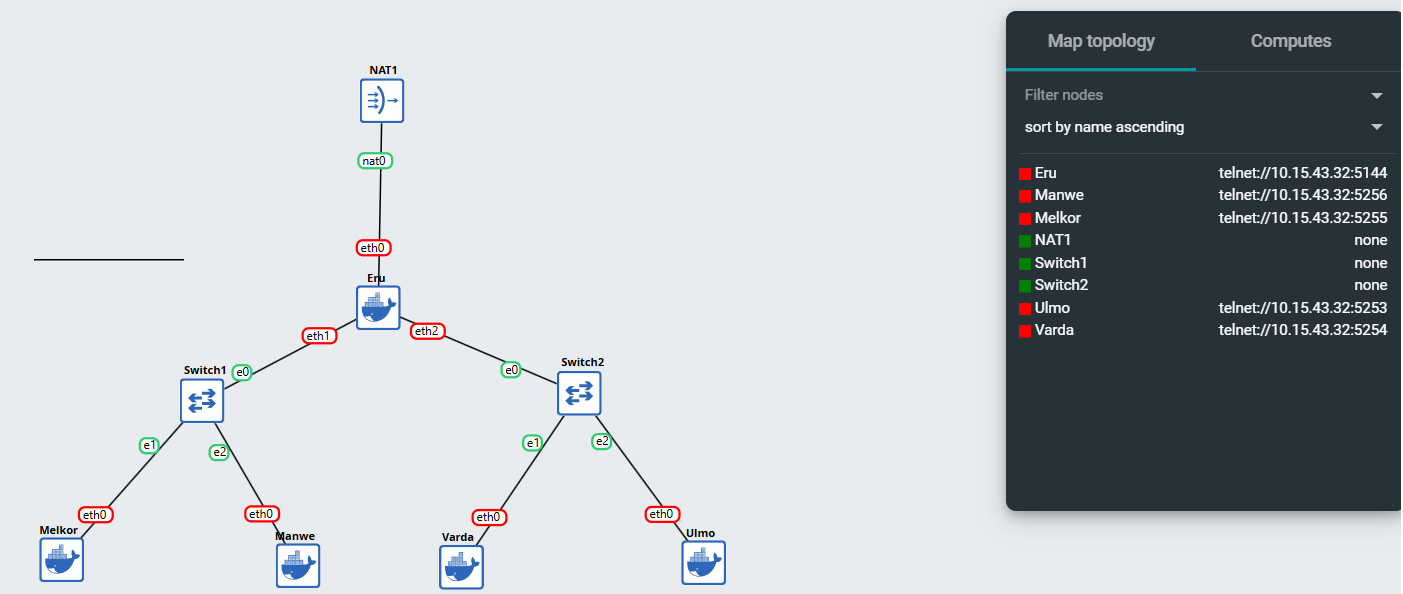 NAT1
nat0
eth0
Eru
eth1
eth2
Switch1
e0
e0
Switch2
e1
e2
e1
e2
eth0
eth0
eth0
eth0
Melkor
Manwe
Varda
Ulmo
Map topology Computes
Filter nodes
sort by name ascending
Eru telnet://10.15.43.32:5144
Manwe telnet://10.15.43.32:5256
Melkor telnet://10.15.43.32:5255
NAT1 none
Switch1 none
Switch2 none
Ulmo telnet://10.15.43.32:5253
Varda telnet://10.15.43.32:5254